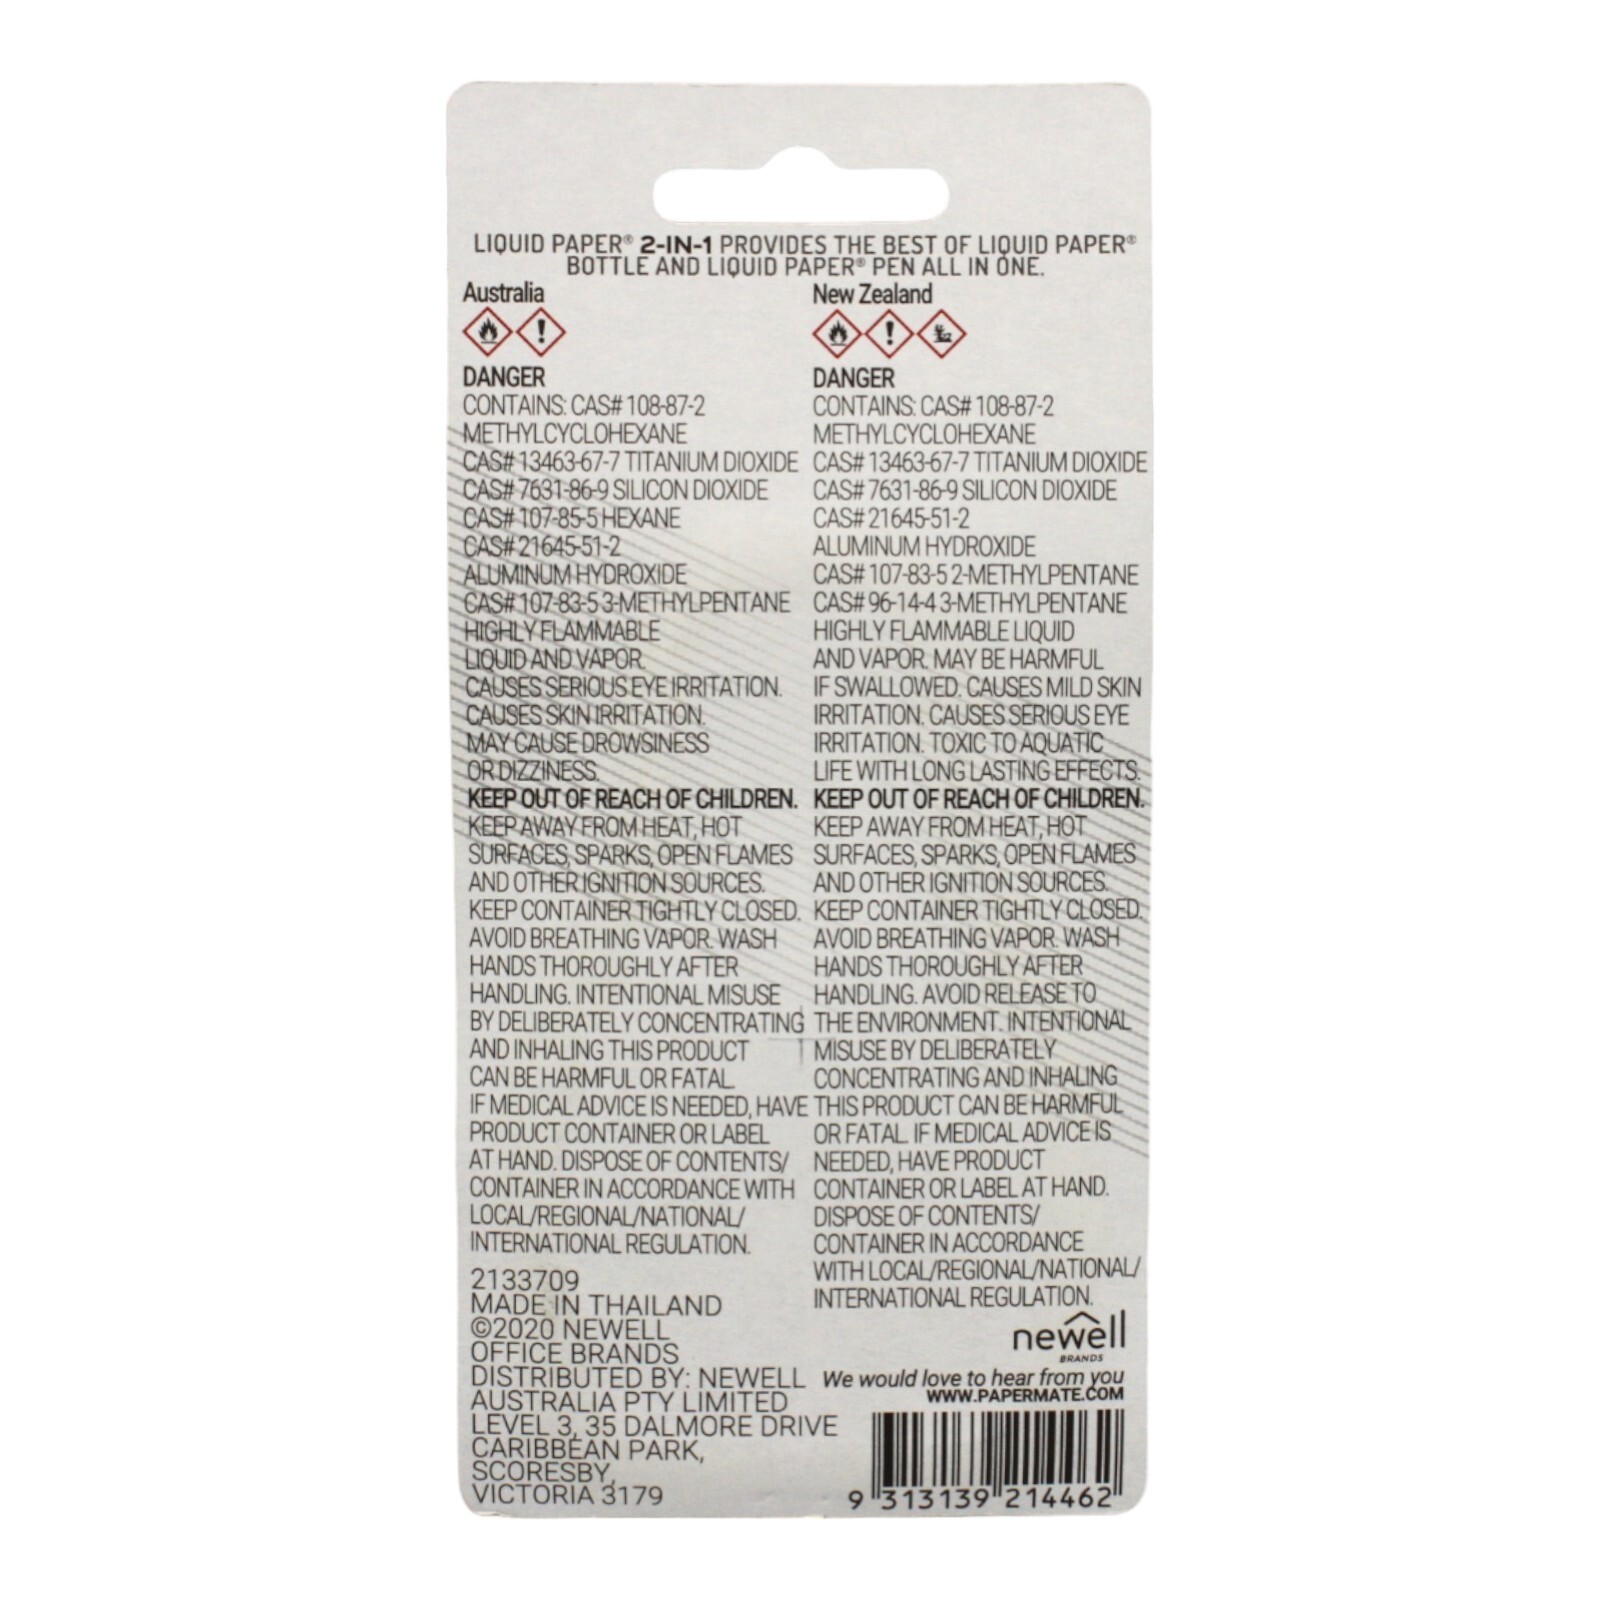 LIQUID PAPER® 2-IN-1 PROVIDES THE BEST OF LIQUID PAPER®
BOTTLE AND LIQUID PAPER® PEN ALL IN ONE.
Australia
DANGER
CONTAINS: CAS# 108-87-2
METHYLCYCLOHEXANE
CAS# 13463-67-7 TITANIUM DIOXIDE
CAS# 7631-86-9 SILICON DIOXIDE
CAS# 107-85-5 HEXANE
CAS# 21645-51-2
ALUMINUM HYDROXIDE
CAS# 107-83-5 3-METHYLPENTANE
HIGHLY FLAMMABLE
LIQUID AND VAPOR.
CAUSES SERIOUS EYE IRRITATION.
CAUSES SKIN IRRITATION.
MAY CAUSE DROWSINESS
OR DIZZINESS.
KEEP OUT OF REACH OF CHILDREN.
KEEP AWAY FROM HEAT, HOT
SURFACES, SPARKS, OPEN FLAMES
AND OTHER IGNITION SOURCES.
KEEP CONTAINER TIGHTLY CLOSED.
AVOID BREATHING VAPOR. WASH
HANDS THOROUGHLY AFTER
HANDLING. INTENTIONAL MISUSE
BY DELIBERATELY CONCENTRATING
AND INHALING THIS PRODUCT
CAN BE HARMFUL OR FATAL.
IF MEDICAL ADVICE IS NEEDED, HAVE
PRODUCT CONTAINER OR LABEL
AT HAND. DISPOSE OF CONTENTS/
CONTAINER IN ACCORDANCE WITH
LOCAL/REGIONAL/NATIONAL/
INTERNATIONAL REGULATION.
2133709
MADE IN THAILAND
©2020 NEWELL
OFFICE BRANDS
DISTRIBUTED BY: NEWELL
AUSTRALIA PTY LIMITED
LEVEL 3, 35 DALMORE DRIVE
CARIBBEAN PARK,
SCORESBY,
VICTORIA 3179
New Zealand
DANGER
CONTAINS: CAS# 108-87-2
METHYLCYCLOHEXANE
CAS# 13463-67-7 TITANIUM DIOXIDE
CAS# 7631-86-9 SILICON DIOXIDE
CAS# 21645-51-2
ALUMINUM HYDROXIDE
CAS# 107-83-5 2-METHYLPENTANE
CAS# 96-14-4 3-METHYLPENTANE
HIGHLY FLAMMABLE LIQUID
AND VAPOR. MAY BE HARMFUL
IF SWALLOWED. CAUSES MILD SKIN
IRRITATION. CAUSES SERIOUS EYE
IRRITATION. TOXIC TO AQUATIC
LIFE WITH LONG LASTING EFFECTS.
KEEP OUT OF REACH OF CHILDREN.
KEEP AWAY FROM HEAT, HOT
SURFACES, SPARKS, OPEN FLAMES
AND OTHER IGNITION SOURCES.
KEEP CONTAINER TIGHTLY CLOSED.
AVOID BREATHING VAPOR. WASH
HANDS THOROUGHLY AFTER
HANDLING. AVOID RELEASE TO
THE ENVIRONMENT. INTENTIONAL
MISUSE BY DELIBERATELY
CONCENTRATING AND INHALING
THIS PRODUCT CAN BE HARMFUL
OR FATAL. IF MEDICAL ADVICE IS
NEEDED, HAVE PRODUCT
CONTAINER OR LABEL AT HAND.
DISPOSE OF CONTENTS/
CONTAINER IN ACCORDANCE
WITH LOCAL/REGIONAL/NATIONAL/
INTERNATIONAL REGULATION.
newell
BRANDS
We would love to hear from you
WWW.PAPERMATE.COM
9 313139 214462